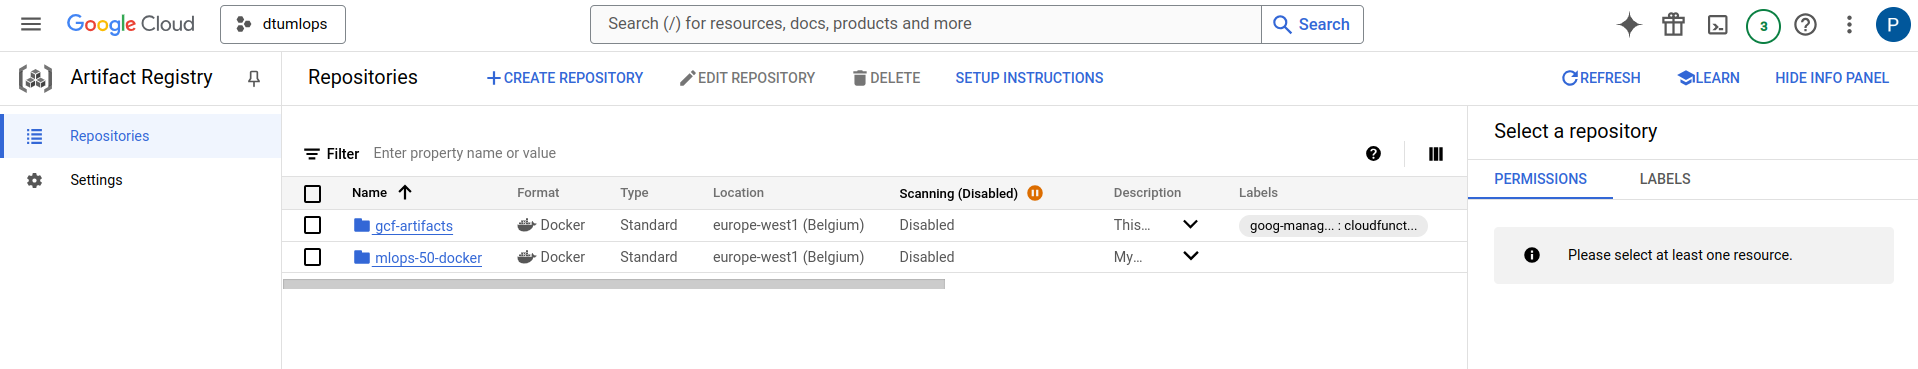 Google Cloud
dtumlops
Search (/) for resources, docs, products and more
Search
3
P
Artifact Registry
Repositories
CREATE REPOSITORY
EDIT REPOSITORY
DELETE
SETUP INSTRUCTIONS
REFRESH
LEARN
HIDE INFO PANEL
Repositories
Settings
Filter Enter property name or value
Name Format Type Location Scanning (Disabled) Description Labels
gcf-artifacts Docker Standard europe-west1 (Belgium) Disabled This... goog-manag... : cloudfunct...
mlops-50-docker Docker Standard europe-west1 (Belgium) Disabled My...
Select a repository
PERMISSIONS LABELS
Please select at least one resource.